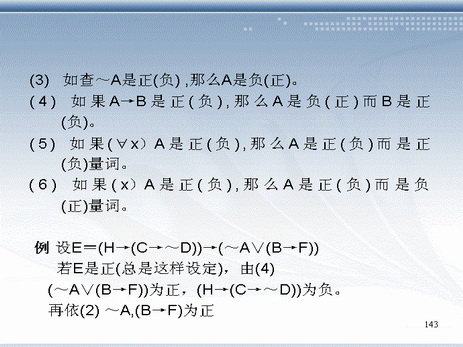 (3) 如查～A是正(负),那么A是负(正)。
(4) 如果A→B是正(负),那么A是负(正)而B是正
(负)。
(5) 如果(∀x）A是正(负),那么A是正(负)而是正
(负)量词。
(6) 如果(x）A是正(负),那么A是正(负)而是负
(正)量词。
例 设E＝(H→(C→～D))→(～A∨(B→F))
若E是正(总是这样设定)，由(4)
(～A∨(B→F))为正，(H→(C→～D))为负。
再依(2) ～A,(B→F)为正
143